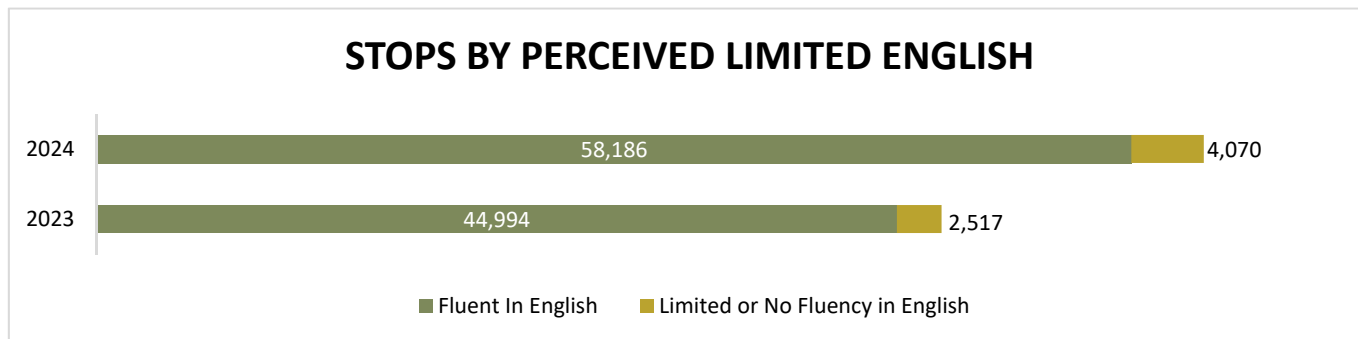 STOPS BY PERCEIVED LIMITED ENGLISH
2024 58,186 4,070
2023 44,994 2,517
Fluent In English Limited or No Fluency in English